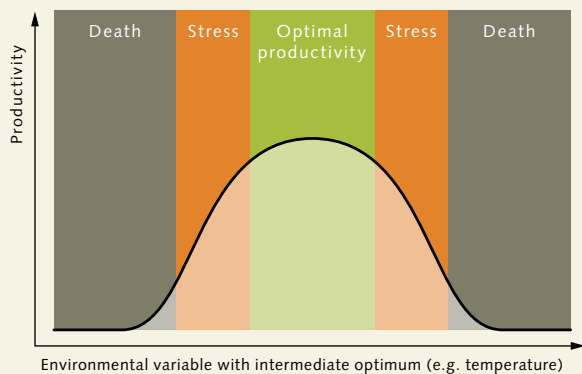 Death
Stress
Optimal
productivity
Stress
Death
Productivity
Environmental variable with intermediate optimum (e.g. temperature)